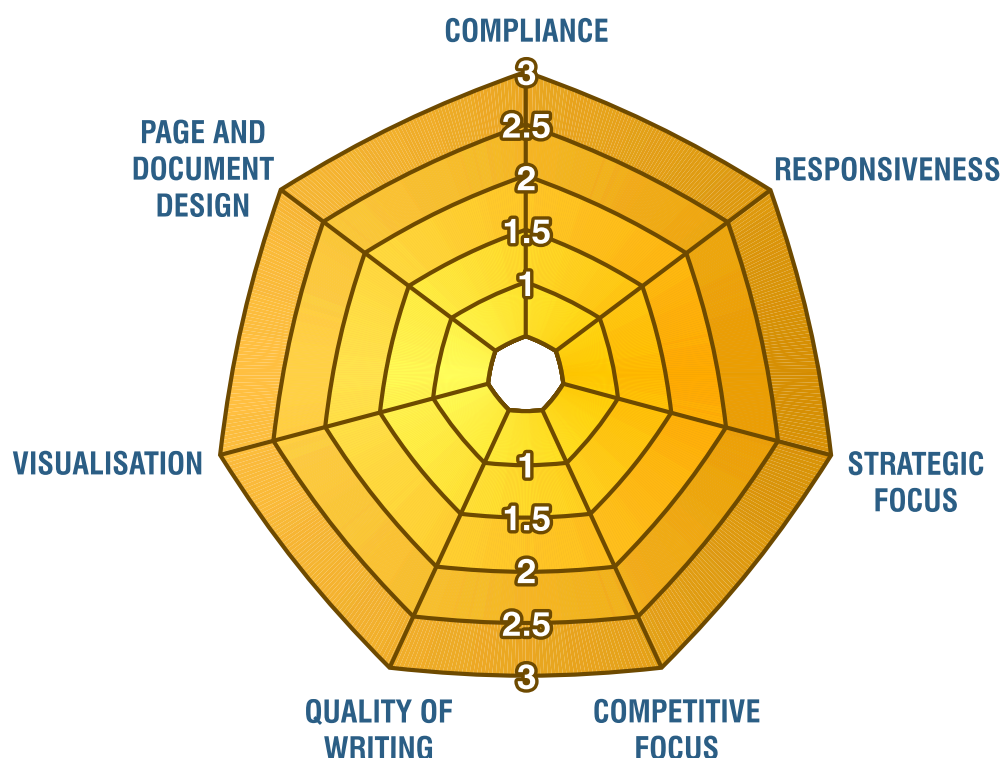 COMPLIANCE
3
PAGE AND
DOCUMENT
DESIGN
2.5
RESPONSIVENESS
2
1.5
1
VISUALISATION
1
STRATEGIC
FOCUS
1.5
2
2.5
3
QUALITY OF
WRITING
COMPETITIVE
FOCUS